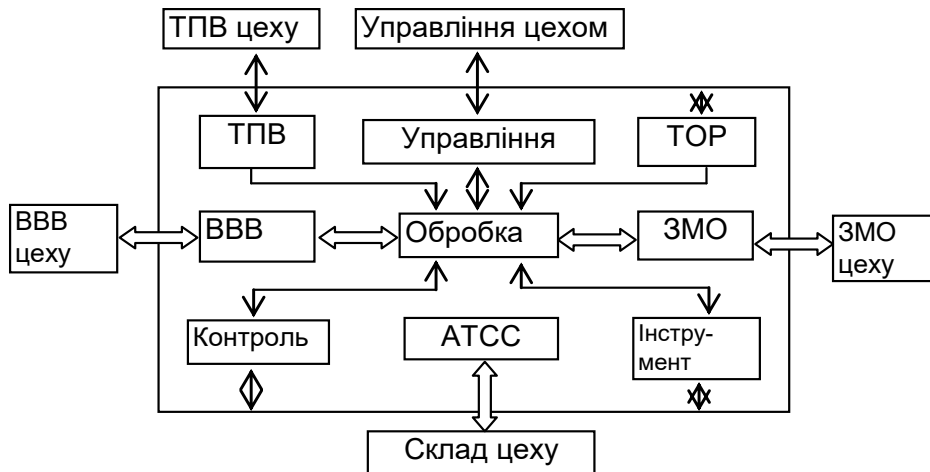 ТПВ цеху
Управління цехом
ТПВ
Управління
ТОР
ВВВ
цеху
ВВВ
Обробка
ЗМО
ЗМО
цеху
Контроль
АТСС
Інстру-
мент
Склад цеху